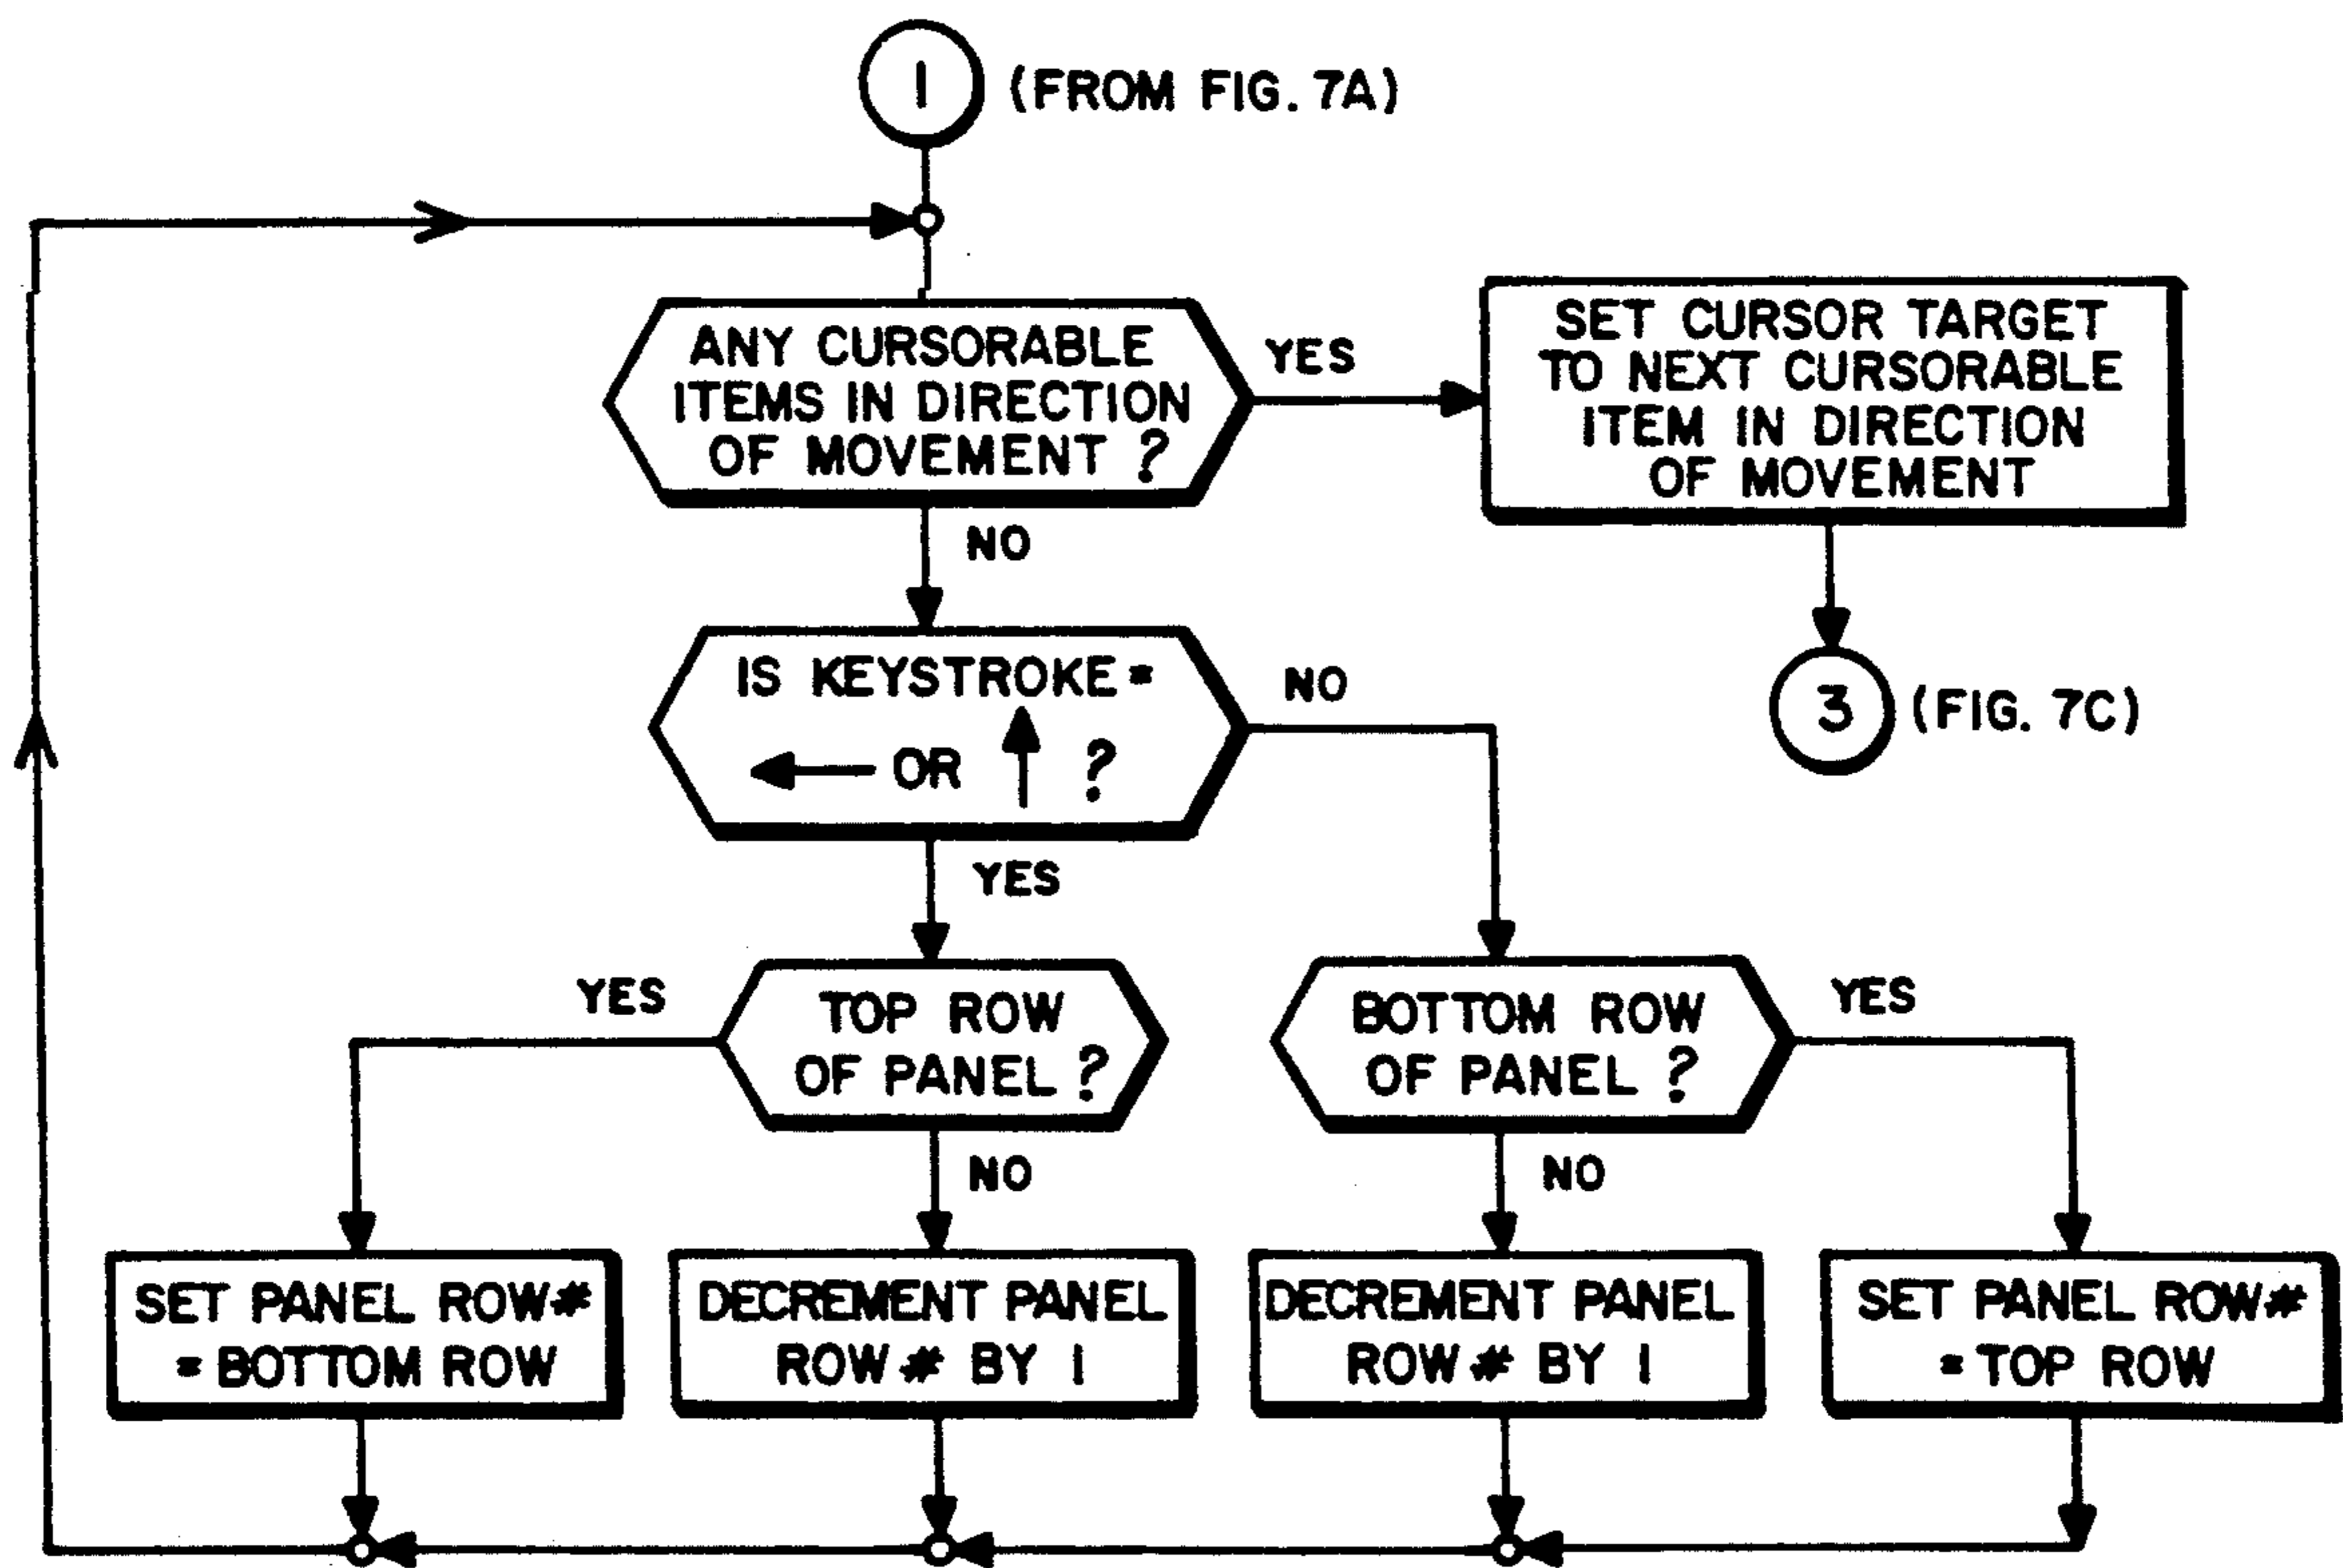 1 (FROM FIG. 7A)
ANY CURSORABLE
ITEMS IN DIRECTION
OF MOVEMENT ?
YES
SET CURSOR TARGET
TO NEXT CURSORABLE
ITEM IN DIRECTION
OF MOVEMENT
NO
3 (FIG. 7C)
IS KEYSTROKE =
← OR ↑ ?
NO
YES
TOP ROW
OF PANEL ?
YES
NO
BOTTOM ROW
OF PANEL ?
YES
NO
SET PANEL ROW#
= BOTTOM ROW
DECREMENT PANEL
ROW # BY 1
DECREMENT PANEL
ROW # BY 1
SET PANEL ROW#
= TOP ROW